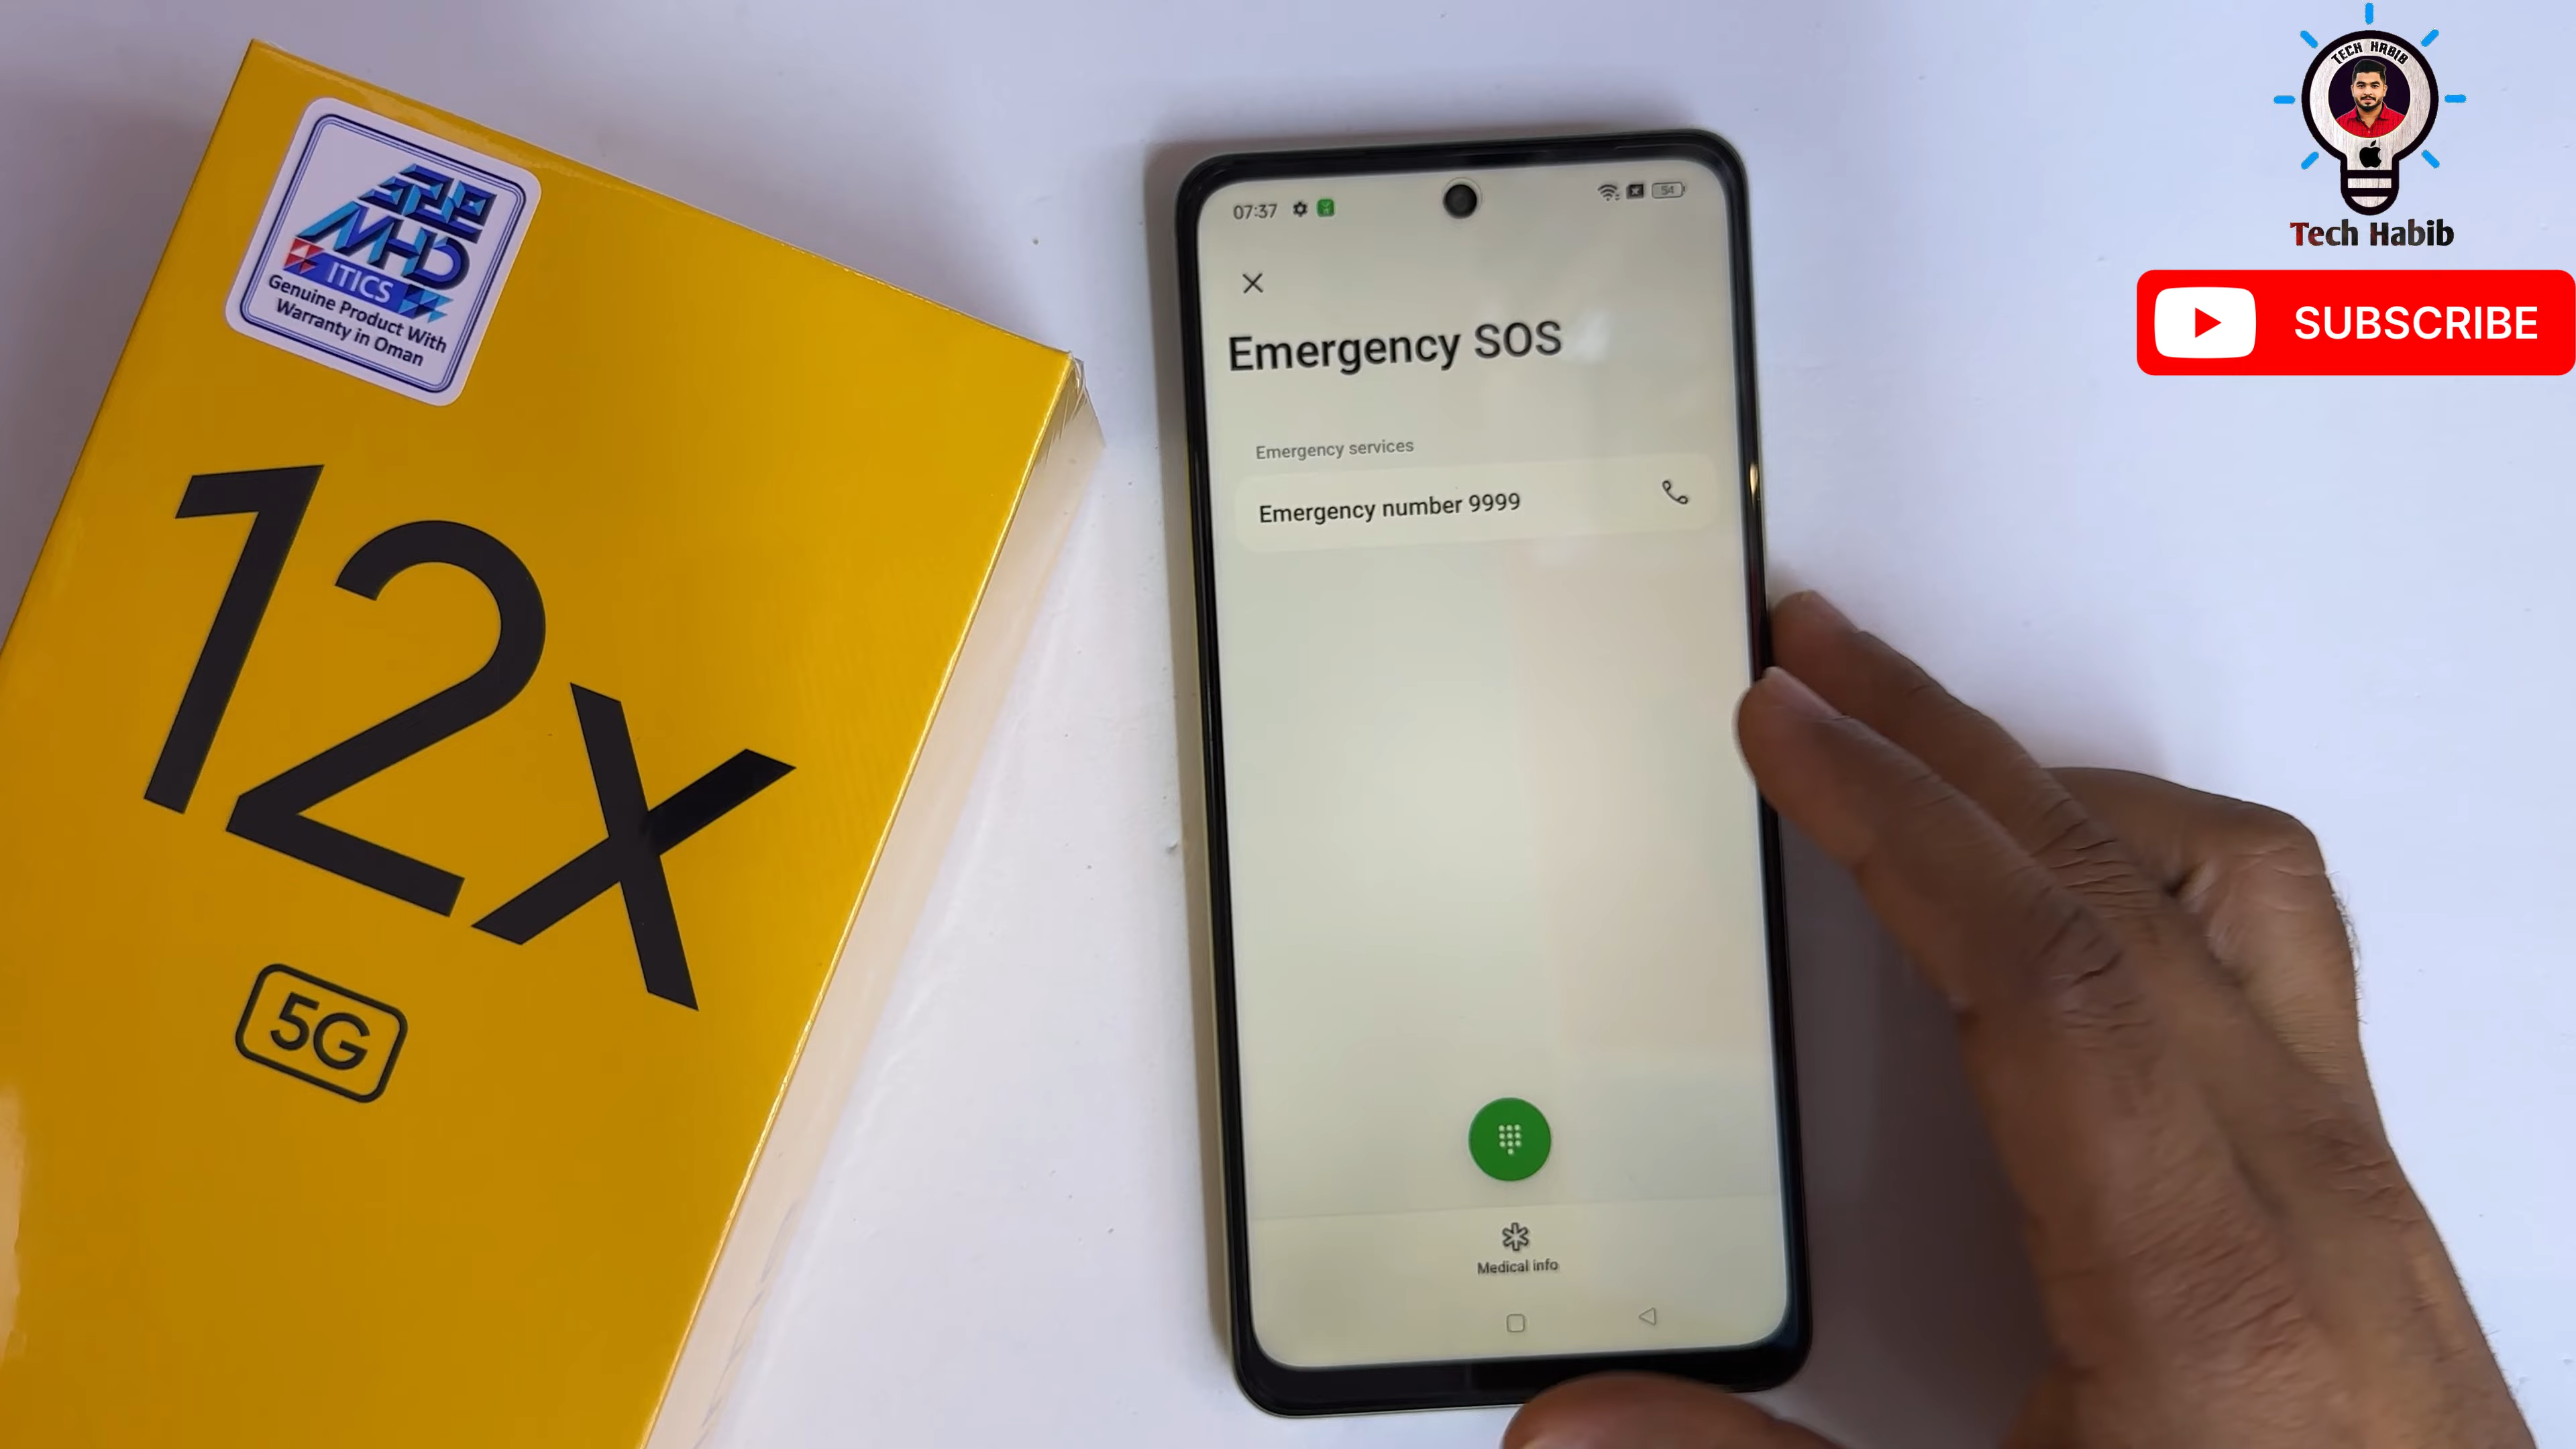 MHD
ITICS
Genuine Product With
Warranty in Oman
12x
5G
07:37
54
Emergency SOS
Emergency services
Emergency number 9999
Medical info
TECH HABIB
Tech Habib
SUBSCRIBE